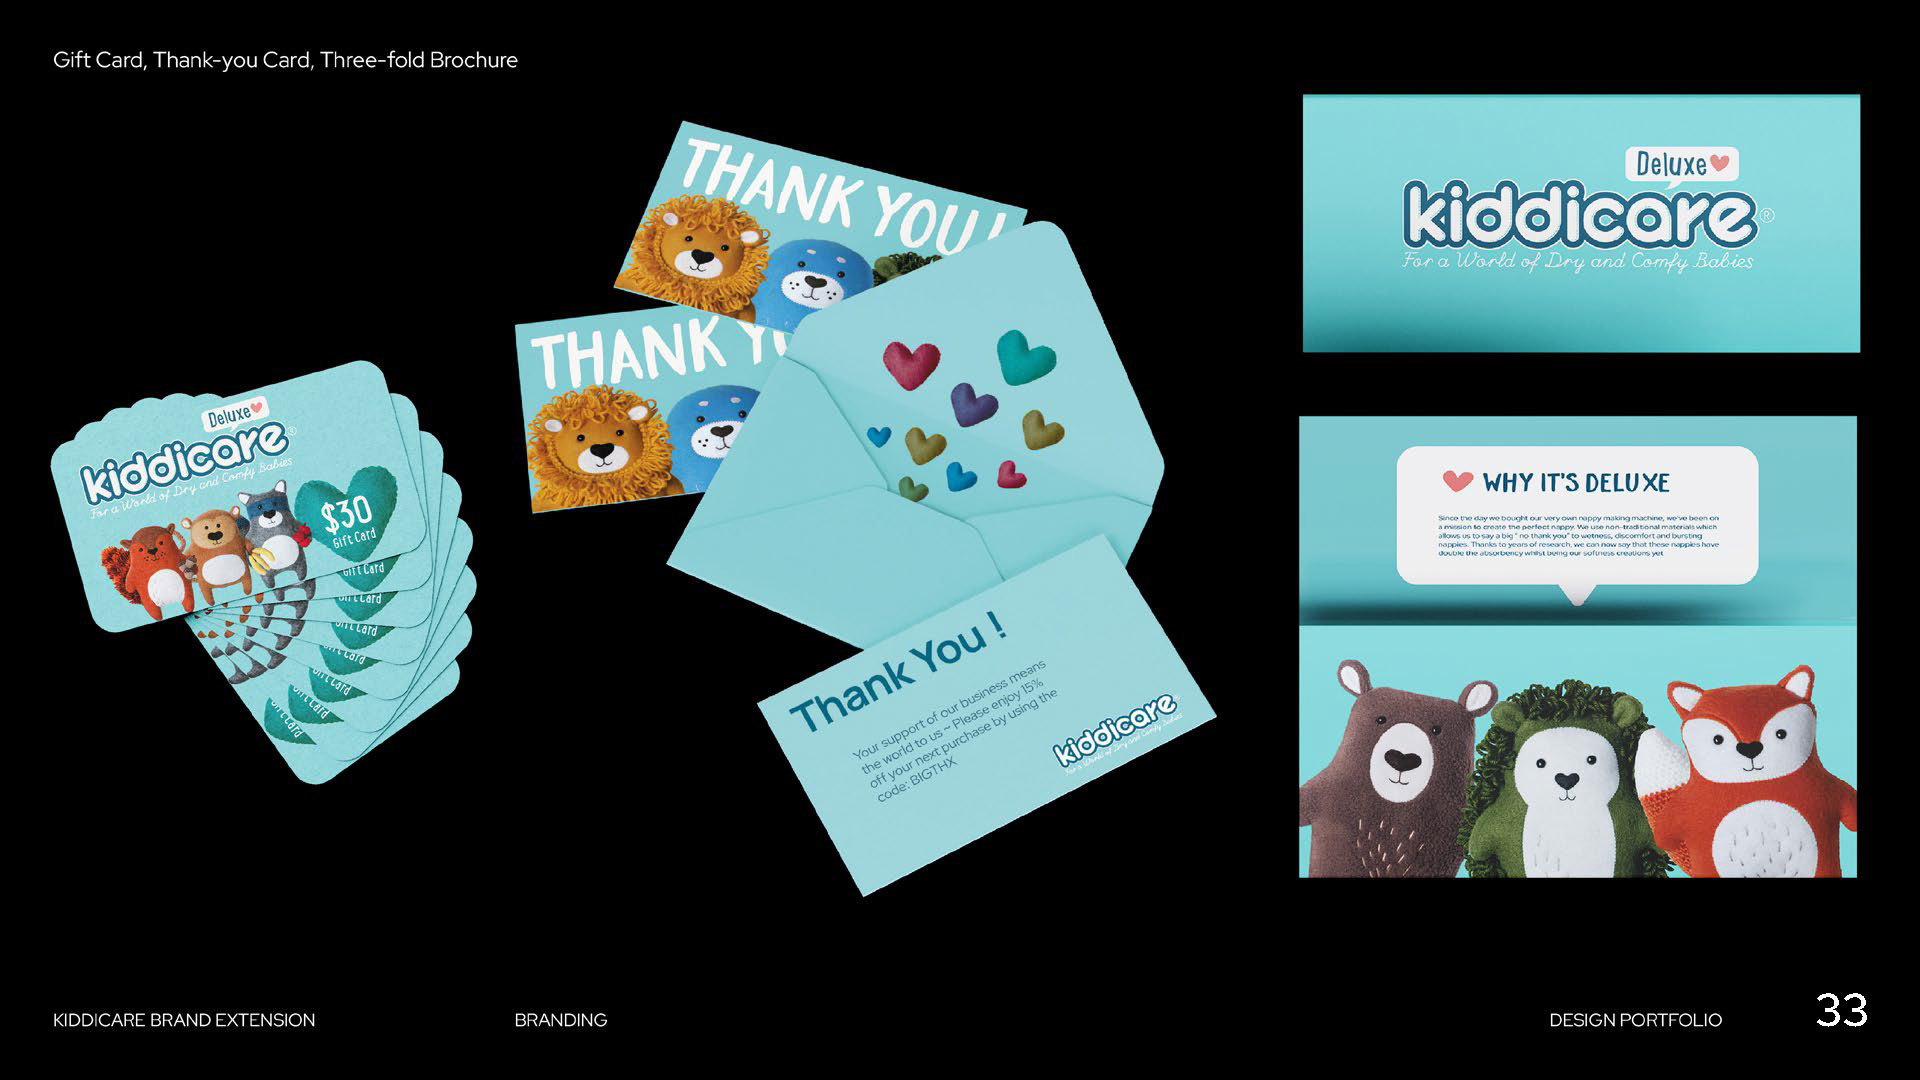 Gift Card, Thank-you Card, Three-fold Brochure
Deluxe
kiddicare®
For a World of Dry and Comfy Babies
$30
Gift Card
Gift Card
Gift Card
Gift Card
Gift Card
Gift Card
Gift Card
THANK YOU !
THANK YO
Thank You !
Your support of our business means
the world to us ~ Please enjoy 15%
off your next purchase by using the
code: BIGTHX
kiddicare®
For a World of Dry and Comfy Babies
Deluxe
kiddicare®
For a World of Dry and Comfy Babies
WHY IT'S DELUXE
Since the day we bought our very own nappy making machine, we've been on
a mission to create the perfect nappy. We use non-traditional materials which
allows us to say a big " no thank you" to wetness, discomfort and bursting
nappies. Thanks to years of research, we can now say that these nappies have
double the absorbency whilst being our softness creations yet
KIDDICARE BRAND EXTENSION
BRANDING
DESIGN PORTFOLIO
33